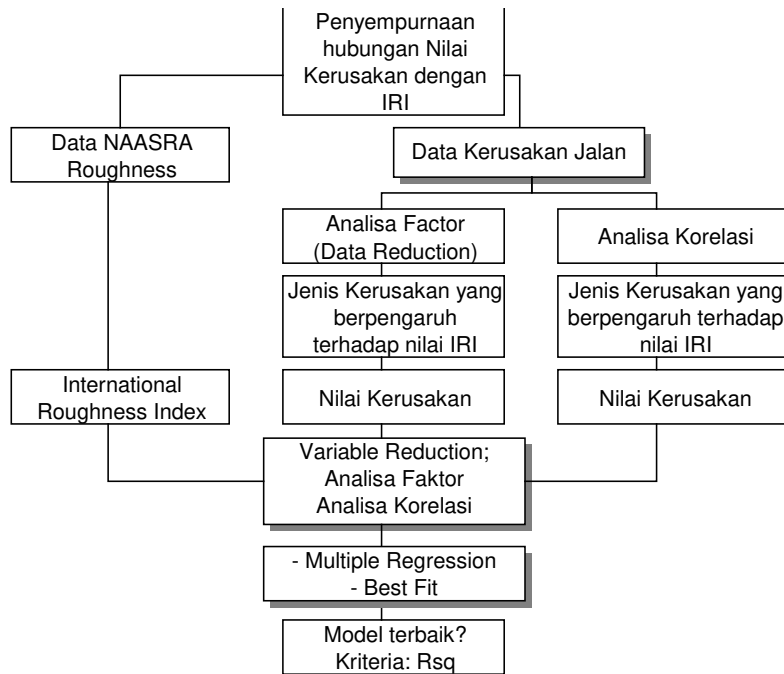 Penyempurnaan
hubungan Nilai
Kerusakan dengan
IRI
Data NAASRA
Roughness
Data Kerusakan Jalan
Analisa Factor
(Data Reduction)
Analisa Korelasi
Jenis Kerusakan yang
berpengaruh
terhadap nilai IRI
Jenis Kerusakan yang
berpengaruh terhadap
nilai IRI
International
Roughness Index
Nilai Kerusakan
Nilai Kerusakan
Variable Reduction;
Analisa Faktor
Analisa Korelasi
- Multiple Regression
- Best Fit
Model terbaik?
Kriteria: Rsq